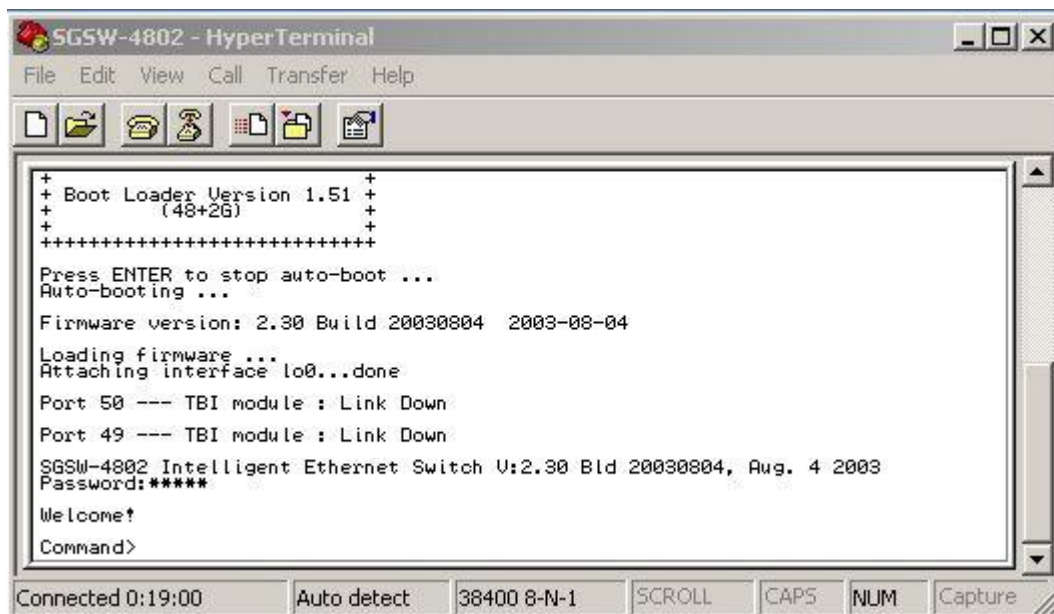 SGSW-4802 - HyperTerminal
File Edit View Call Transfer Help
+ +
+ Boot Loader Version 1.51 +
+ (48+2G) +
+ +
++++++++++++++++++++++++++++
Press ENTER to stop auto-boot ...
Auto-booting ...
Firmware version: 2.30 Build 20030804 2003-08-04
Loading firmware ...
Attaching interface lo0...done
Port 50 --- TBI module : Link Down
Port 49 --- TBI module : Link Down
SGSW-4802 Intelligent Ethernet Switch V:2.30 Bld 20030804, Aug. 4 2003
Password:*****
Welcome!
Command>
Connected 0:19:00 Auto detect 38400 8-N-1 SCROLL CAPS NUM Capture